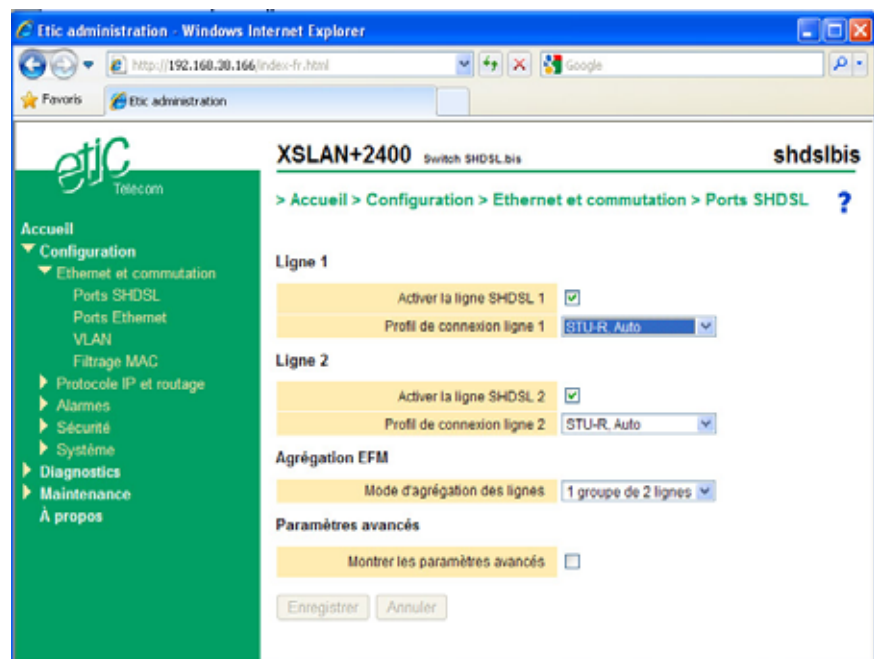 Etic administration - Windows Internet Explorer
http://192.168.38.166/index-fr.html
Google
Favoris
Etic administration
etic
Telecom
XSLAN+2400 Switch SHDSL.bis
shdslbis
> Accueil > Configuration > Ethernet et commutation > Ports SHDSL
?
Accueil
Configuration
Ethernet et commutation
Ports SHDSL
Ports Ethernet
VLAN
Filtrage MAC
Protocole IP et routage
Alarmes
Sécurité
Système
Diagnostics
Maintenance
À propos
Ligne 1
Activer la ligne SHDSL 1
Profil de connexion ligne 1 STU-R, Auto
Ligne 2
Activer la ligne SHDSL 2
Profil de connexion ligne 2 STU-R, Auto
Agrégation EFM
Mode d'agrégation des lignes 1 groupe de 2 lignes
Paramètres avancés
Montrer les paramètres avancés
Enregistrer Annuler